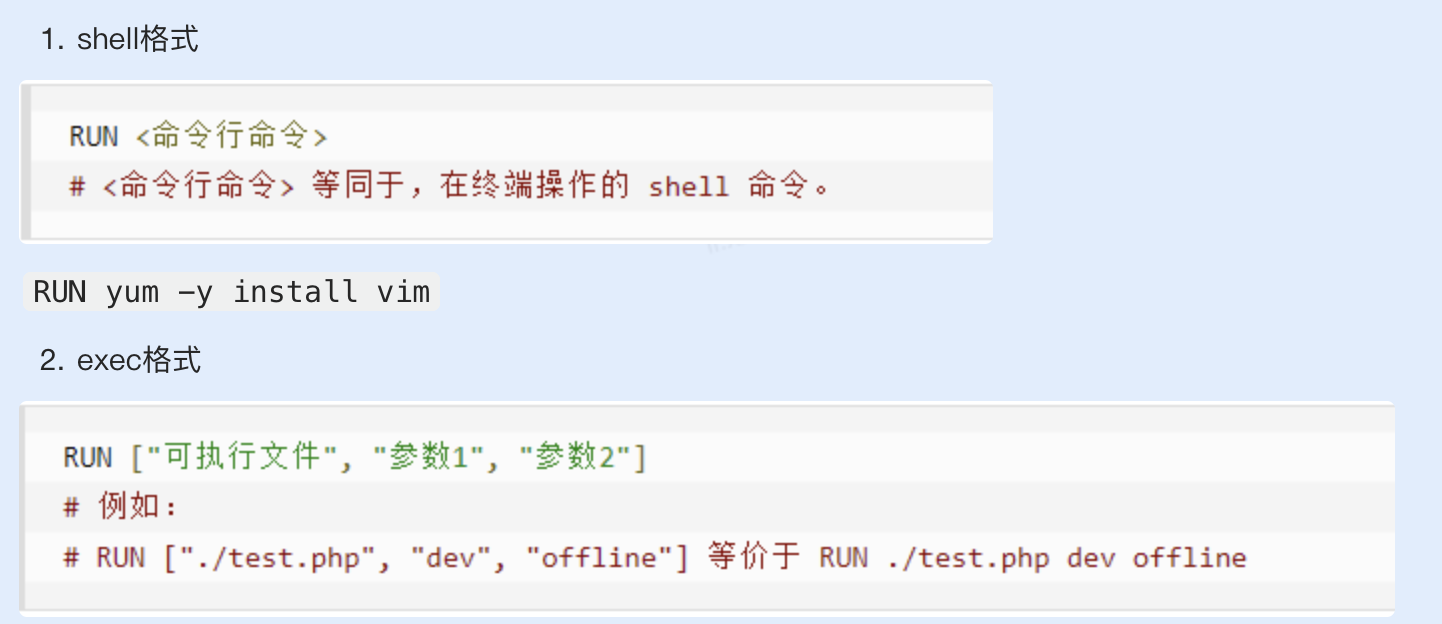 1. shell格式
RUN <命令行命令>
# <命令行命令> 等同于，在终端操作的 shell 命令。
RUN yum -y install vim
2. exec格式
RUN ["可执行文件", "参数1", "参数2"]
# 例如：
# RUN ["./test.php", "dev", "offline"] 等价于 RUN ./test.php dev offline